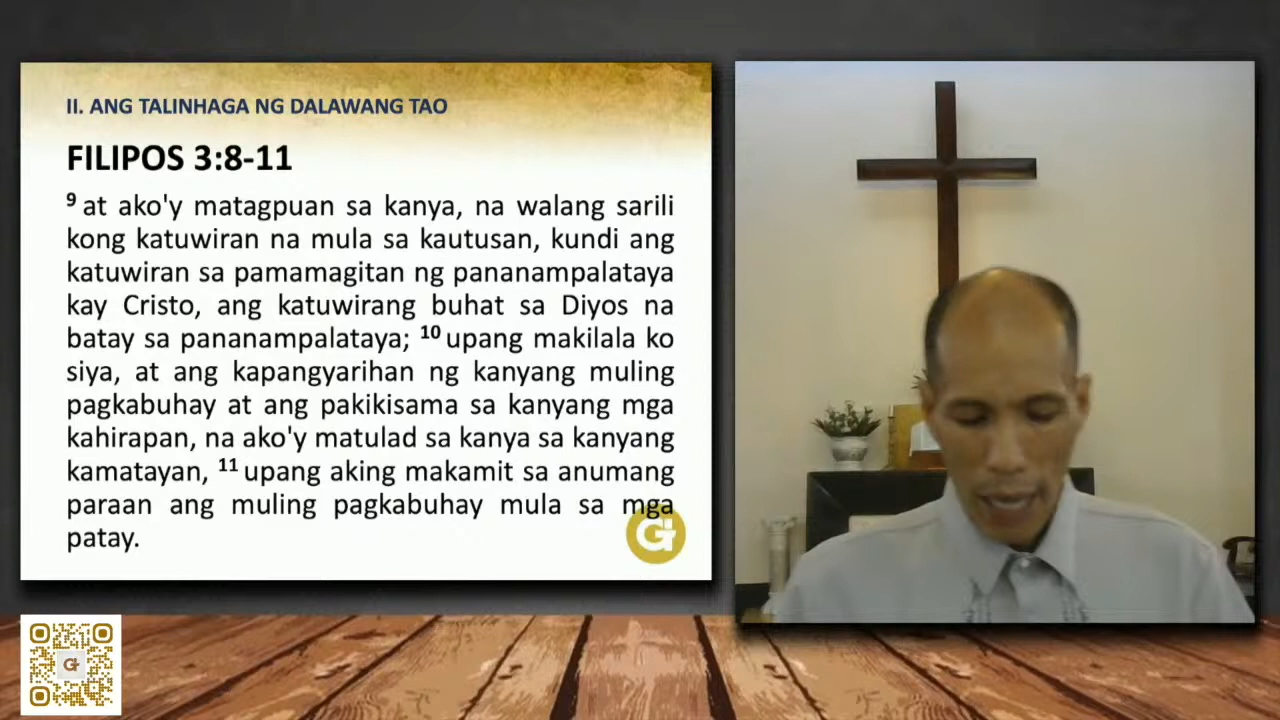 II. ANG TALINHAGA NG DALAWANG TAO
FILIPOS 3:8-11
⁹ at ako'y matagpuan sa kanya, na walang sarili
kong katuwiran na mula sa kautusan, kundi ang
katuwiran sa pamamagitan ng pananampalataya
kay Cristo, ang katuwirang buhat sa Diyos na
batay sa pananampalataya; ¹⁰ upang makilala ko
siya, at ang kapangyarihan ng kanyang muling
pagkabuhay at ang pakikisama sa kanyang mga
kahirapan, na ako'y matulad sa kanya sa kanyang
kamatayan, ¹¹ upang aking makamit sa anumang
paraan ang muling pagkabuhay mula sa mga
patay.